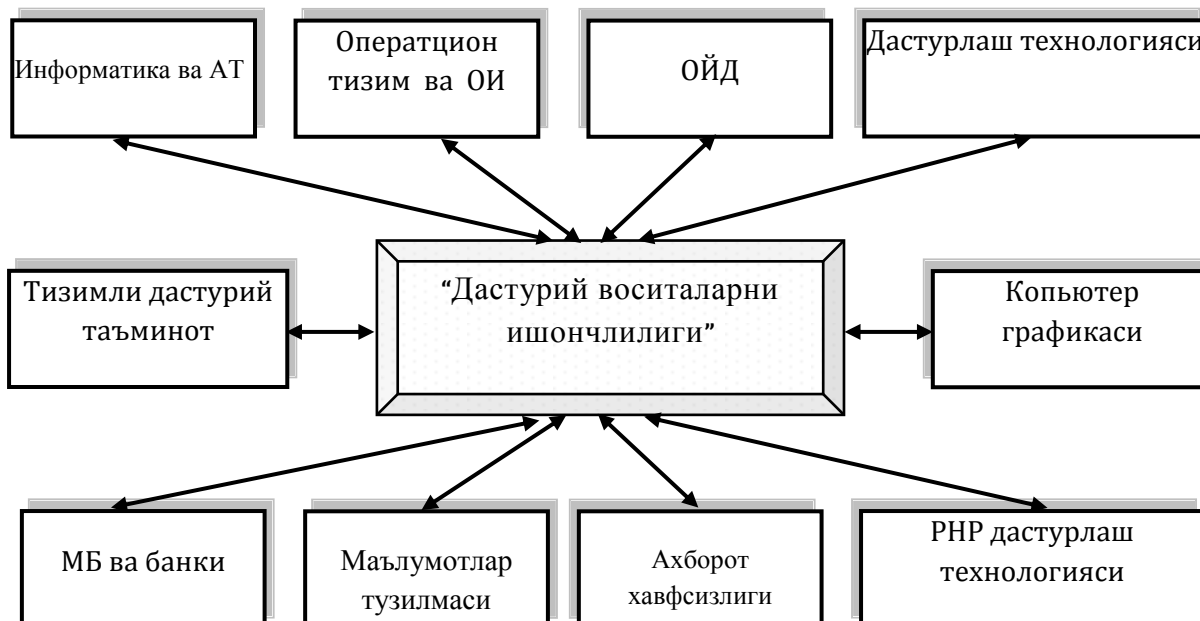 Информатика ва АТ
Оператцион
тизим ва ОИ
ОЙД
Дастурлаш технологияси
Тизимли дастурий
таъминот
“Дастурий воситаларни
ишончлилиги”
Копьютер
графикаси
МБ ва банки
Маълумотлар
тузилмаси
Ахборот
хавфсизлиги
РНР дастурлаш
технологияси